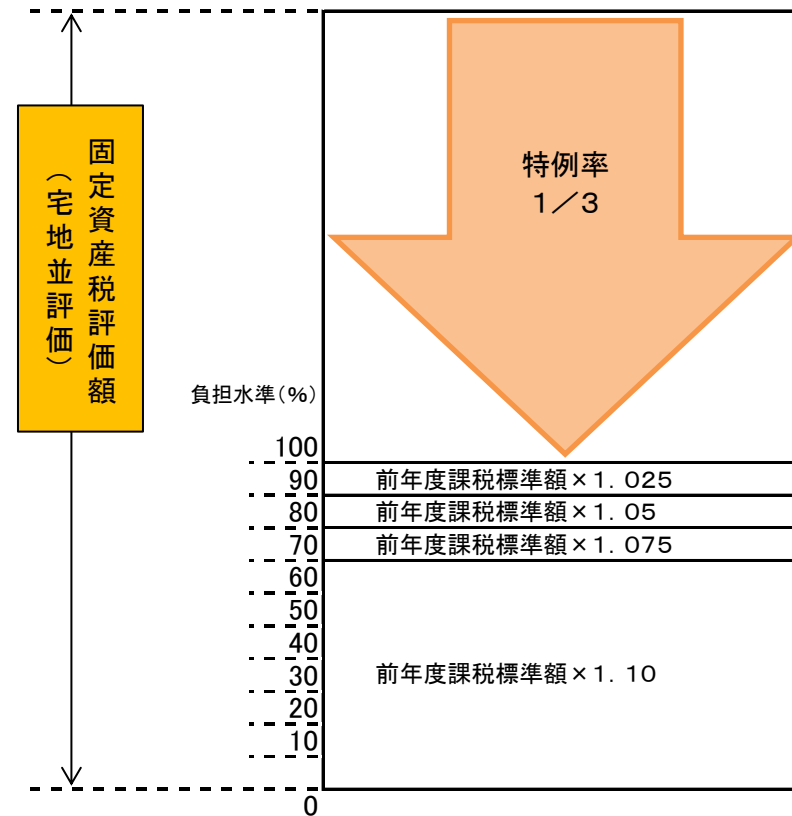 固定資産税評価額
（宅地並評価）
特例率
１／３
負担水準（％）
100
90
前年度課税標準額×１．０２５
80
前年度課税標準額×１．０５
70
前年度課税標準額×１．０７５
60
50
40
30
前年度課税標準額×１．１０
20
10
0